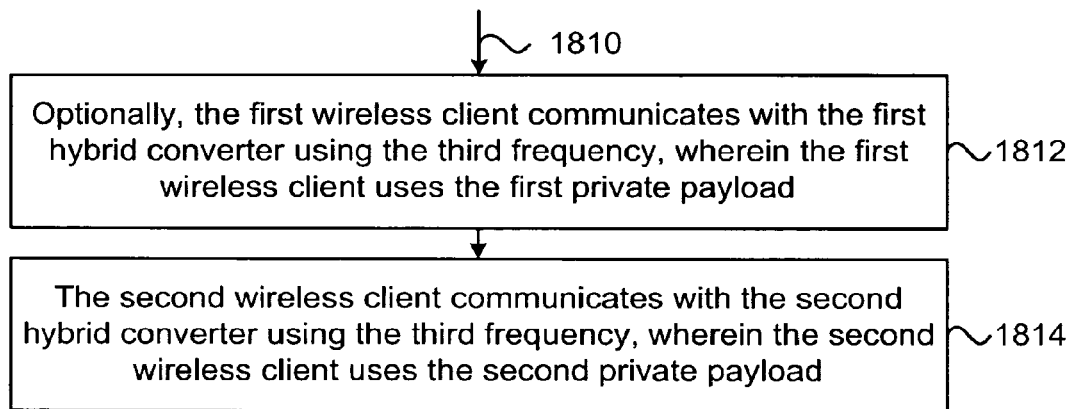 1810
Optionally, the first wireless client communicates with the first
hybrid converter using the third frequency, wherein the first
wireless client uses the first private payload
1812
The second wireless client communicates with the second
hybrid converter using the third frequency, wherein the second
wireless client uses the second private payload
1814